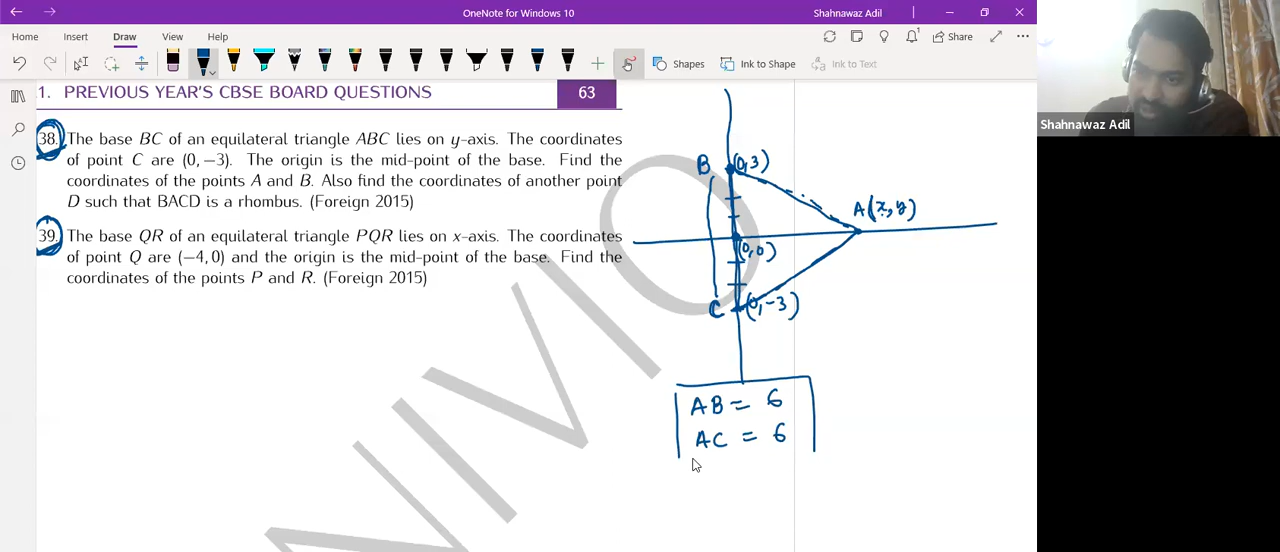 OneNote for Windows 10
Shahnawaz Adil
Home Insert Draw View Help
Share
Shapes
Ink to Shape
Ink to Text
1. PREVIOUS YEAR'S CBSE BOARD QUESTIONS 63
38. The base BC of an equilateral triangle ABC lies on y-axis. The coordinates
of point C are (0, −3). The origin is the mid-point of the base. Find the
coordinates of the points A and B. Also find the coordinates of another point
D such that BACD is a rhombus. (Foreign 2015)
39. The base QR of an equilateral triangle PQR lies on x-axis. The coordinates
of point Q are (−4, 0) and the origin is the mid-point of the base. Find the
coordinates of the points P and R. (Foreign 2015)
NIVIO
B (0,3)
A(x,y)
(0,0)
C (0,-3)
AB = 6
AC = 6
Shahnawaz Adil